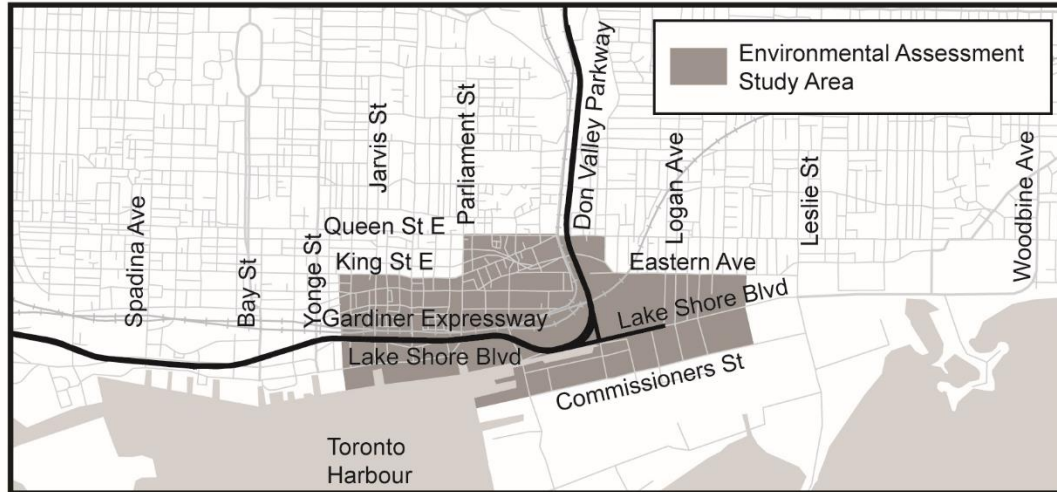 Environmental Assessment
Study Area
Spadina Ave
Bay St
Yonge St
Jarvis St
Parliament St
Don Valley Parkway
Logan Ave
Leslie St
Woodbine Ave
Queen St E
King St E
Eastern Ave
Gardiner Expressway
Lake Shore Blvd
Lake Shore Blvd
Commissioners St
Toronto
Harbour